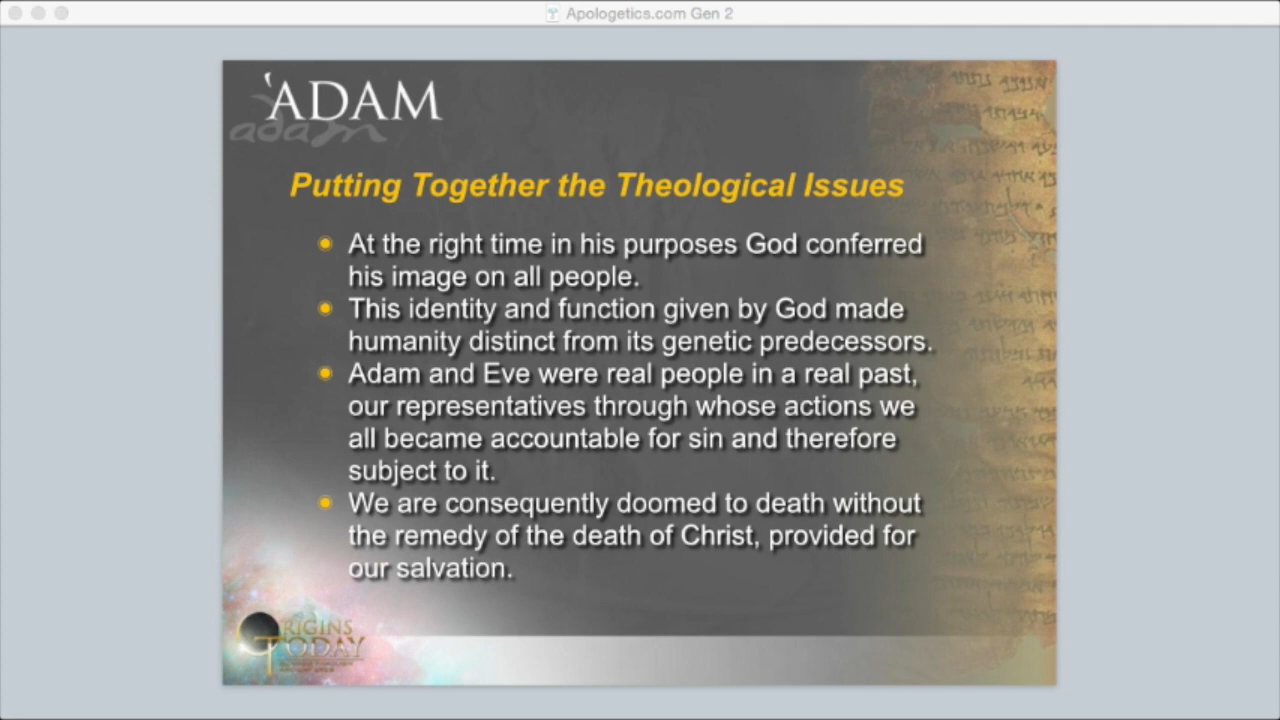 Apologetics.com Gen 2
'ADAM
adam
Putting Together the Theological Issues
At the right time in his purposes God conferred
his image on all people.
This identity and function given by God made
humanity distinct from its genetic predecessors.
Adam and Eve were real people in a real past,
our representatives through whose actions we
all became accountable for sin and therefore
subject to it.
We are consequently doomed to death without
the remedy of the death of Christ, provided for
our salvation.
ORIGINS
TODAY